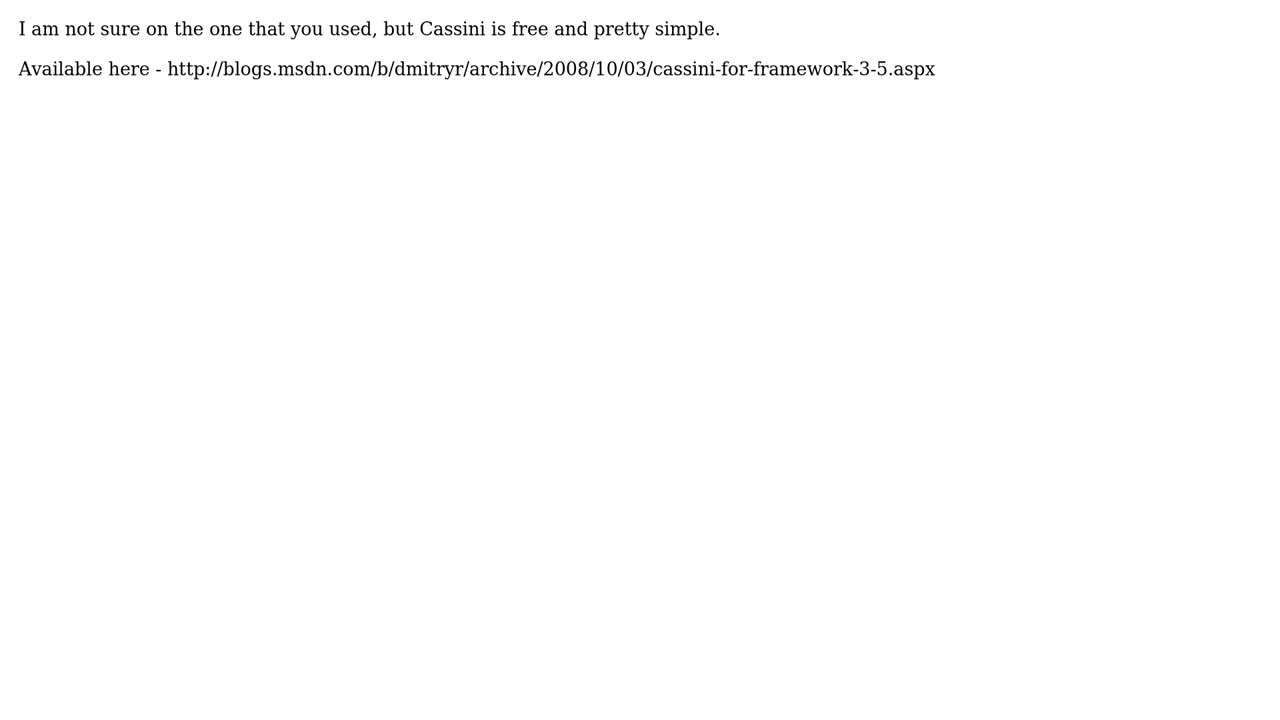 I am not sure on the one that you used, but Cassini is free and pretty simple.
Available here - http://blogs.msdn.com/b/dmitryr/archive/2008/10/03/cassini-for-framework-3-5.aspx